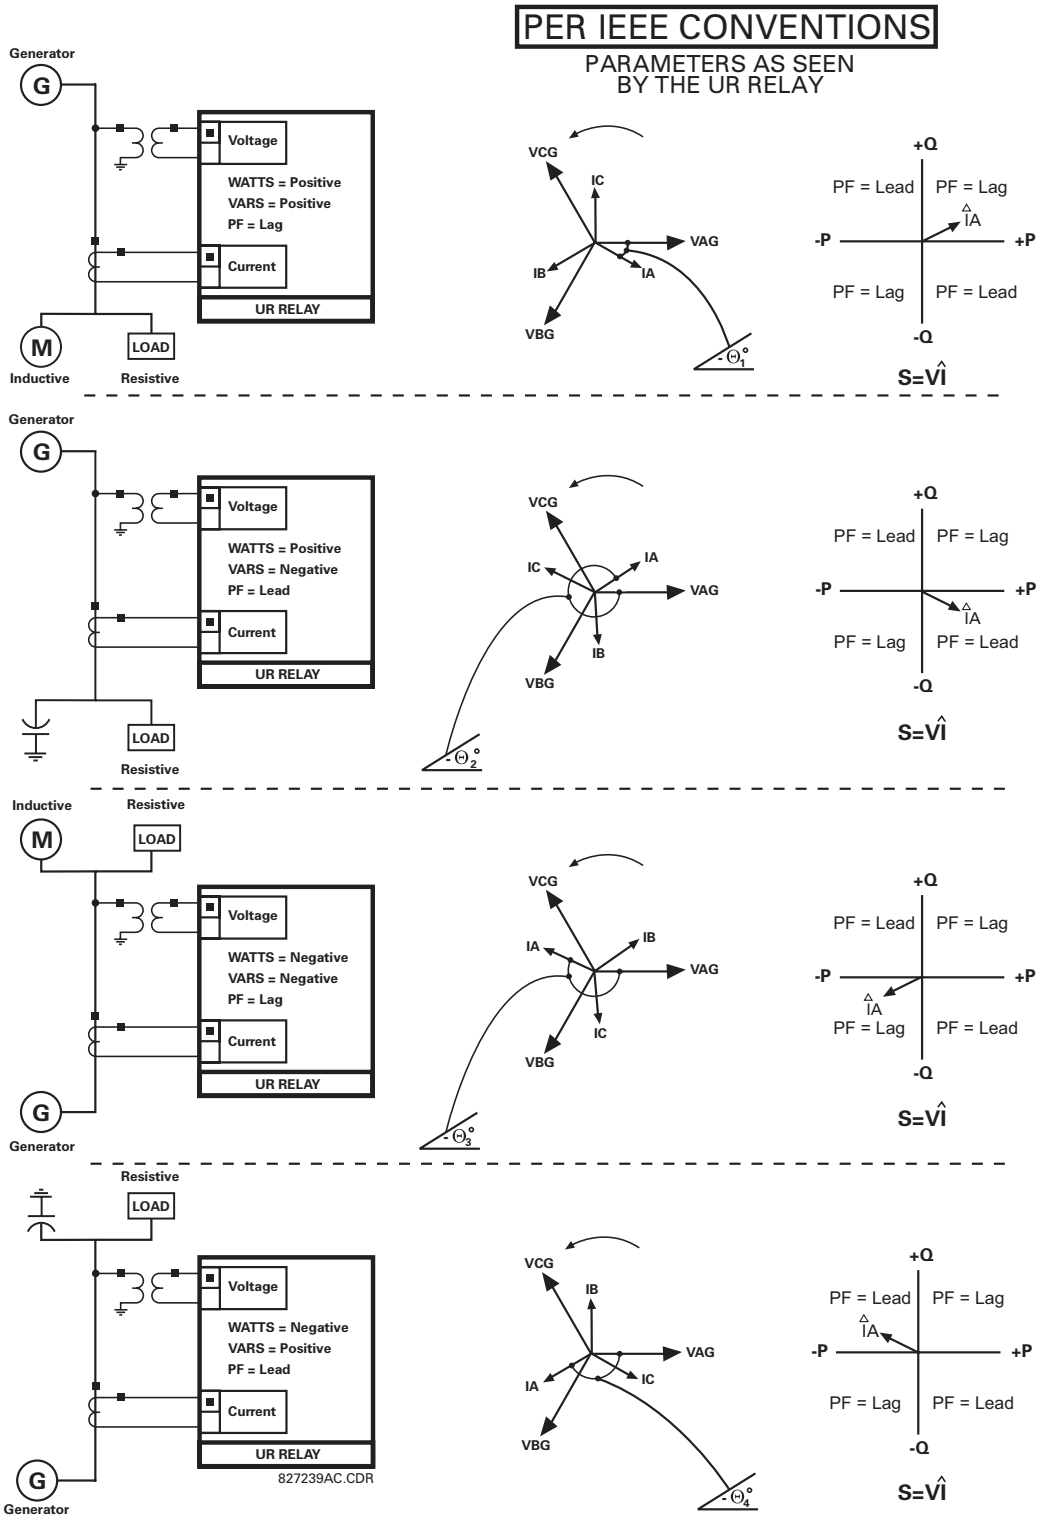 PER IEEE CONVENTIONS
PARAMETERS AS SEEN
BY THE UR RELAY
Generator
G
Voltage
WATTS = Positive
VARS = Positive
PF = Lag
Current
UR RELAY
M
LOAD
Inductive
Resistive
VCG
IC
VAG
IB
IA
VBG
- Θ1°
+Q
PF = Lead
PF = Lag
IA
-P
+P
PF = Lag
PF = Lead
-Q
S=VÎ
Generator
G
Voltage
WATTS = Positive
VARS = Negative
PF = Lead
Current
UR RELAY
LOAD
Resistive
VCG
IA
IC
VAG
IB
VBG
- Θ2°
+Q
PF = Lead
PF = Lag
-P
+P
IA
PF = Lag
PF = Lead
-Q
S=VÎ
Inductive
Resistive
M
LOAD
Voltage
WATTS = Negative
VARS = Negative
PF = Lag
Current
UR RELAY
G
Generator
VCG
IB
IA
VAG
IC
VBG
- Θ3°
+Q
PF = Lead
PF = Lag
-P
+P
IA
PF = Lag
PF = Lead
-Q
S=VÎ
Resistive
LOAD
Voltage
WATTS = Negative
VARS = Positive
PF = Lead
Current
UR RELAY
827239AC.CDR
G
Generator
VCG
IB
VAG
IA
IC
VBG
- Θ4°
+Q
PF = Lead
PF = Lag
IA
-P
+P
PF = Lag
PF = Lead
-Q
S=VÎ